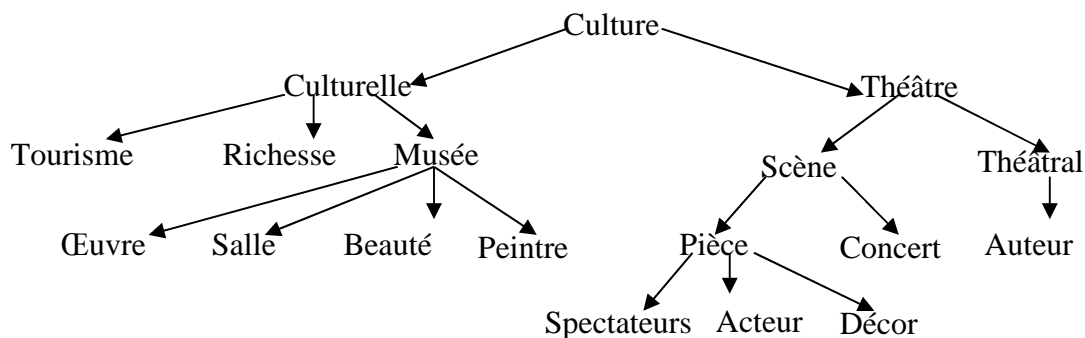 Culture
Culturelle Théâtre
Tourisme Richesse Musée Scène Théâtral
Œuvre Salle Beauté Peintre Pièce Concert Auteur
Spectateurs Acteur Décor